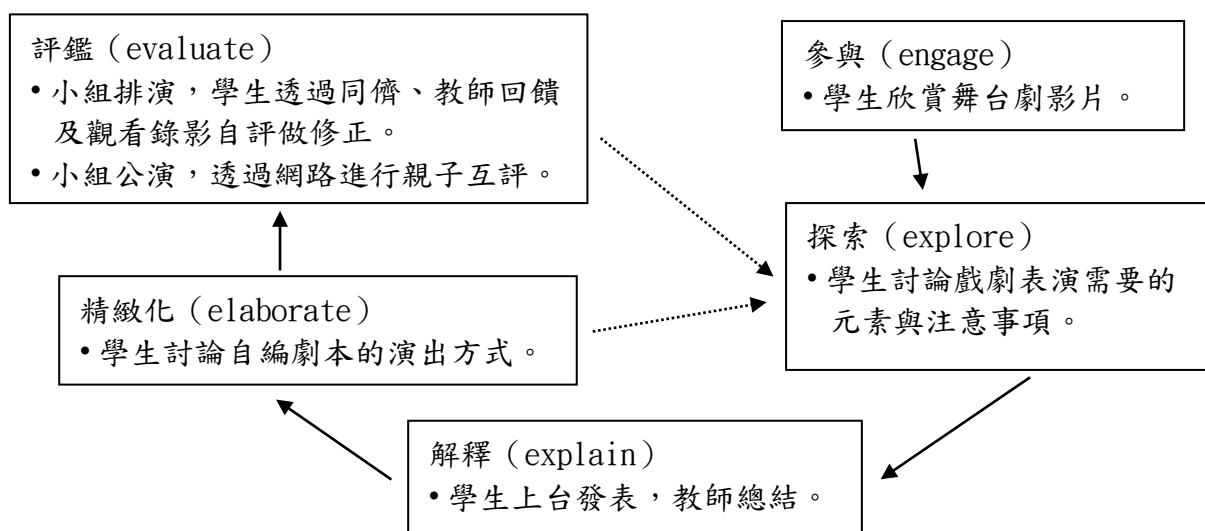 評鑑（evaluate）
•小組排演，學生透過同儕、教師回饋
及觀看錄影自評做修正。
•小組公演，透過網路進行親子互評。
參與（engage）
•學生欣賞舞台劇影片。
探索（explore）
•學生討論戲劇表演需要的
元素與注意事項。
精緻化（elaborate）
•學生討論自編劇本的演出方式。
解釋（explain）
•學生上台發表，教師總結。